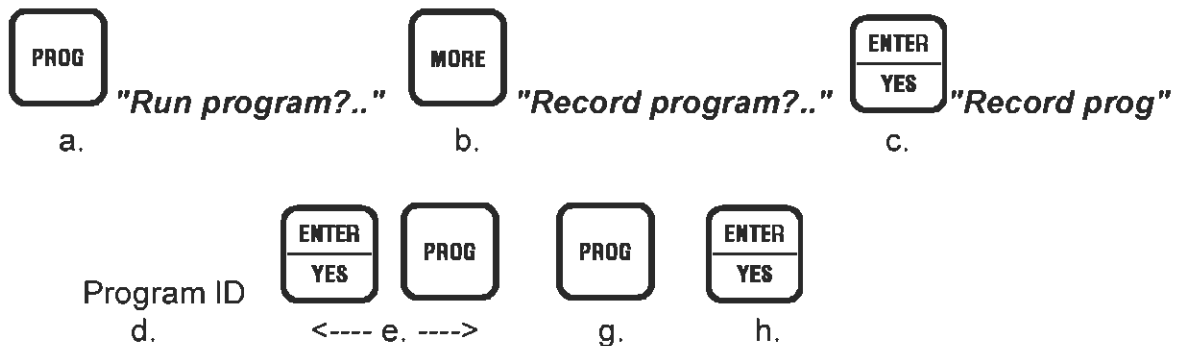 PROG "Run program?.." MORE "Record program?.." ENTER YES "Record prog"
a. b. c.
Program ID ENTER YES PROG PROG ENTER YES
d. <---- e. ----> g. h.